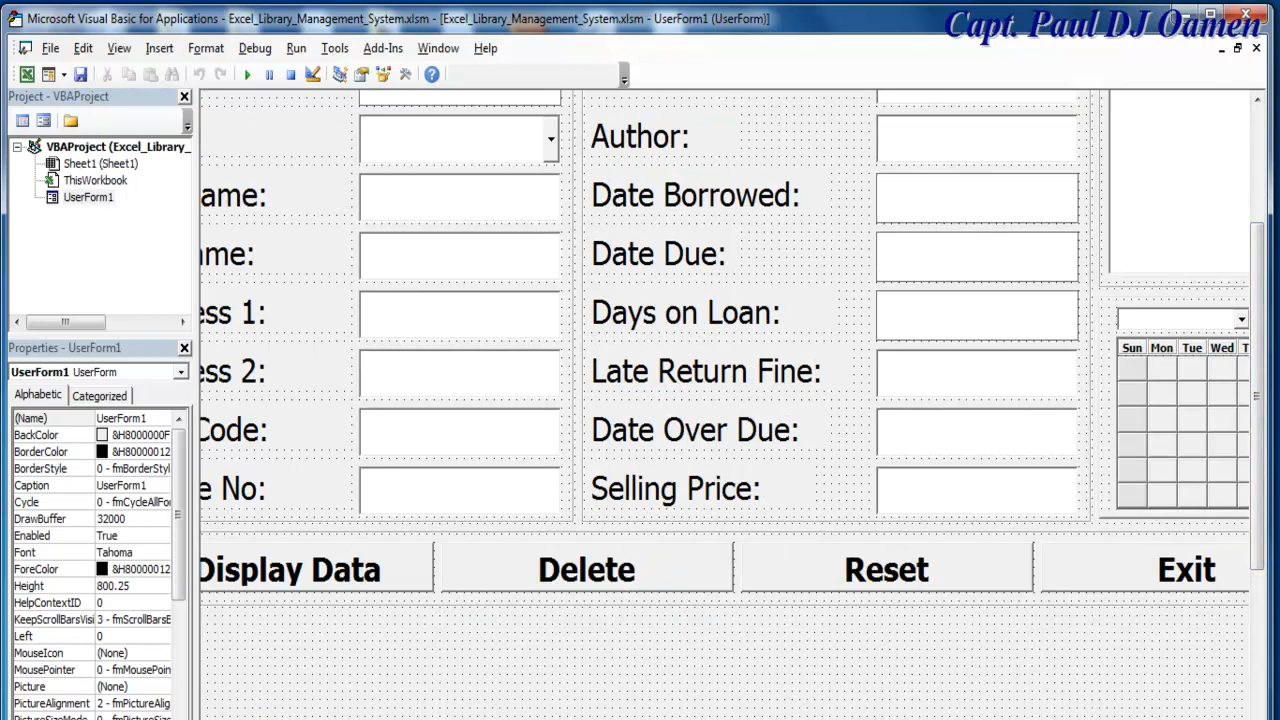 Microsoft Visual Basic for Applications - Excel_Library_Management_System.xlsm - [Excel_Library_Management_System.xlsm - UserForm1 (UserForm)]
Capt. Paul DJ Oamen
File Edit View Insert Format Debug Run Tools Add-Ins Window Help
Project - VBAProject
VBAProject (Excel_Library_
Sheet1 (Sheet1)
ThisWorkbook
UserForm1
Properties - UserForm1
UserForm1 UserForm
Alphabetic Categorized
(Name) UserForm1
BackColor &H8000000F
BorderColor &H80000012
BorderStyle 0 - fmBorderStyl
Caption UserForm1
Cycle 0 - fmCycleAllFo
DrawBuffer 32000
Enabled True
Font Tahoma
ForeColor &H80000012
Height 800.25
HelpContextID 0
KeepScrollBarsVisi 3 - fmScrollBarsB
Left 0
MouseIcon (None)
MousePointer 0 - fmMousePoin
Picture (None)
PictureAlignment 2 - fmPictureAlig
PictureSizeMode 0 - fmPictureSize
Author:
ame: Date Borrowed:
me: Date Due:
ess 1: Days on Loan:
ess 2: Late Return Fine:
Code: Date Over Due:
e No: Selling Price:
Sun Mon Tue Wed T
Display Data Delete Reset Exit